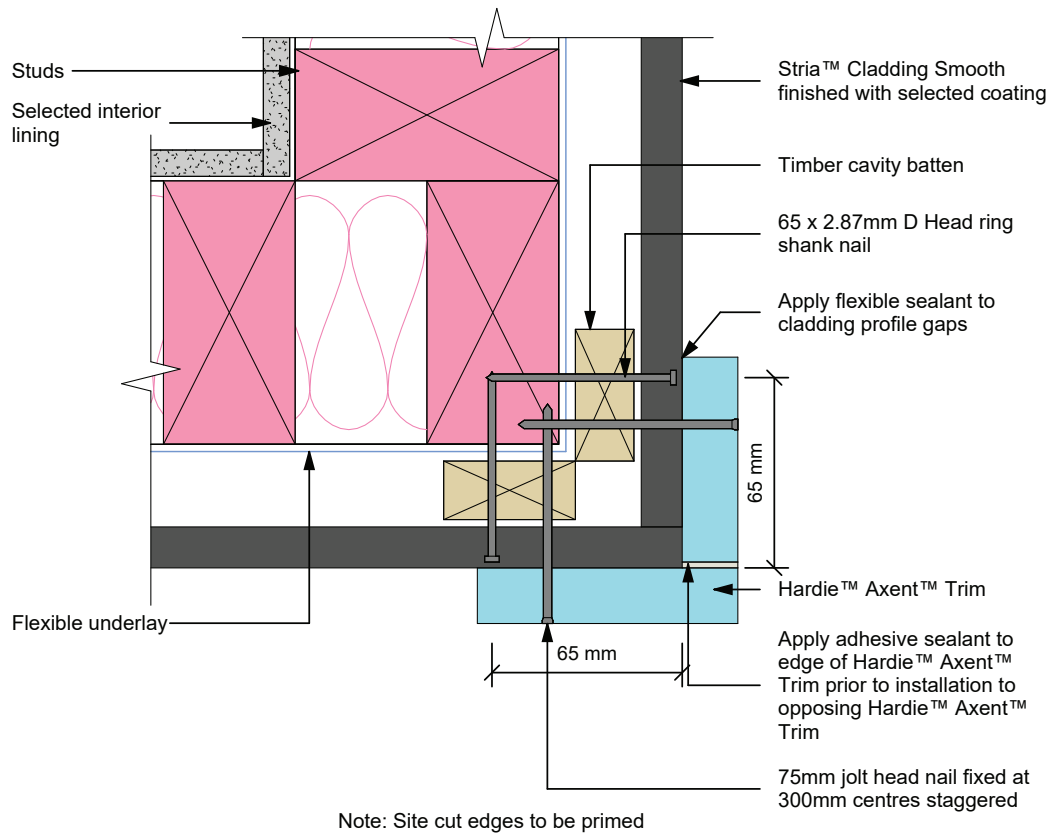 Studs
Selected interior
lining
Flexible underlay
Stria™ Cladding Smooth
finished with selected coating
Timber cavity batten
65 x 2.87mm D Head ring
shank nail
Apply flexible sealant to
cladding profile gaps
65 mm
65 mm
Hardie™ Axent™ Trim
Apply adhesive sealant to
edge of Hardie™ Axent™
Trim prior to installation to
opposing Hardie™ Axent™
Trim
75mm jolt head nail fixed at
300mm centres staggered
Note: Site cut edges to be primed